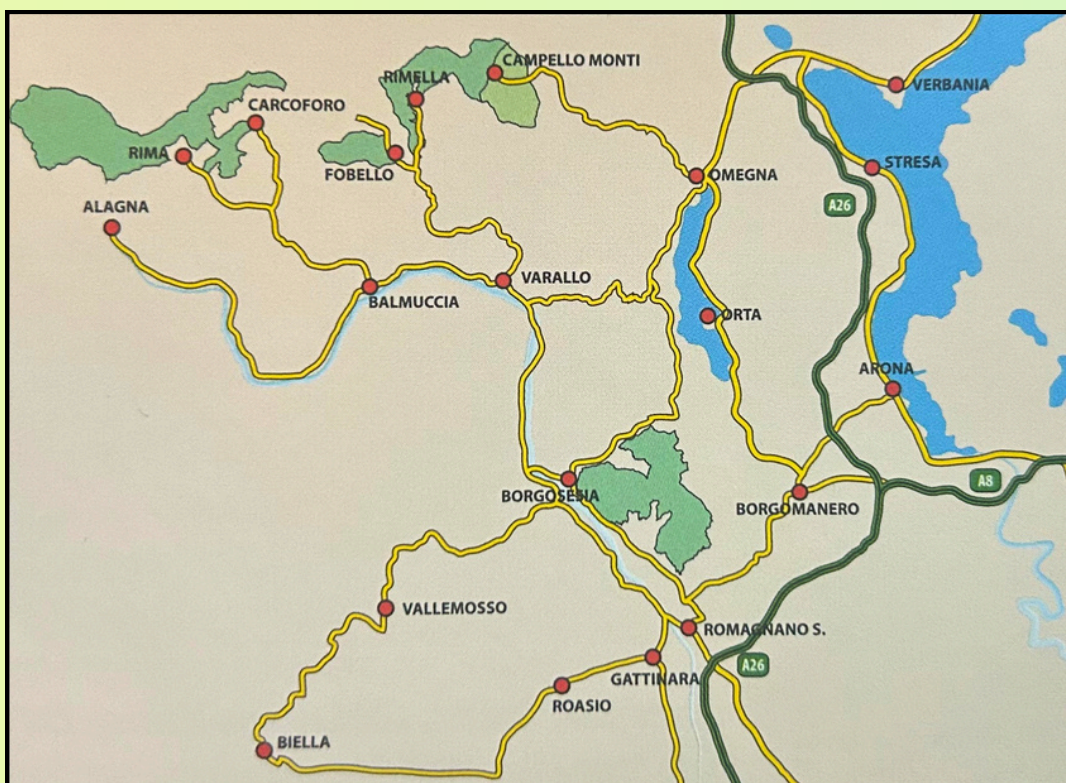 CAMPELLO MONTI
RIMELLA
VERBANIA
CARCOFORO
RIMA
FOBELLO
STRESA
OMEGNA
ALAGNA
A26
VARALLO
BALMUCCIA
ORTA
ARONA
A8
BORGOSESIA
BORGOMANERO
VALLEMOSSO
ROMAGNANO S.
A26
GATTINARA
ROASIO
BIELLA